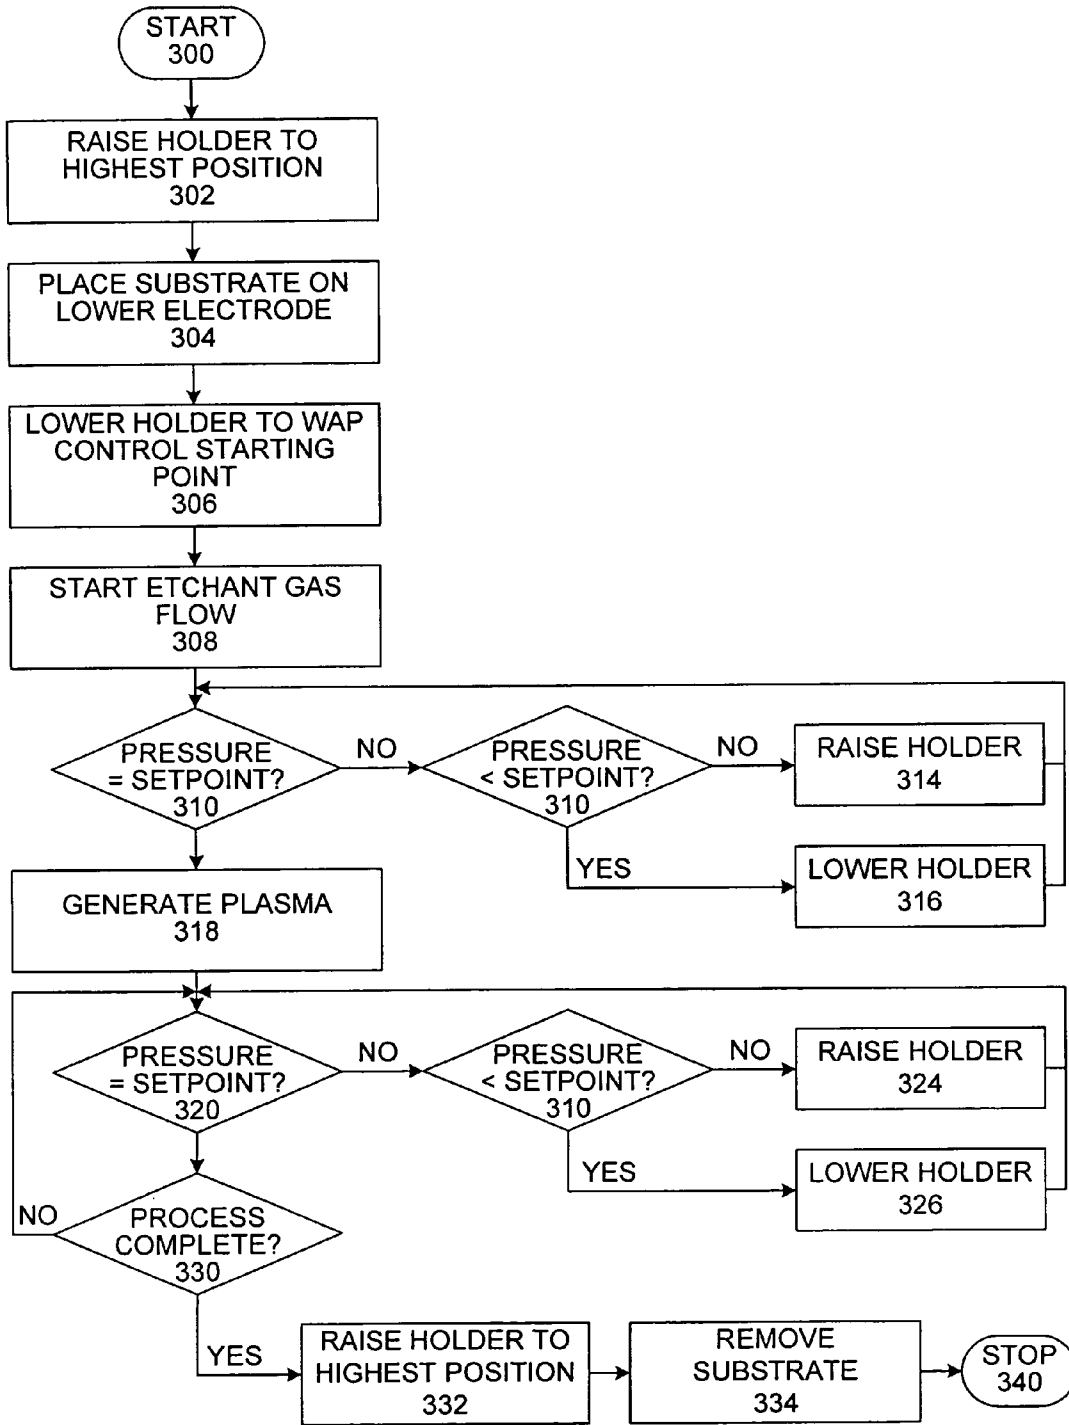 START
300
RAISE HOLDER TO
HIGHEST POSITION
302
PLACE SUBSTRATE ON
LOWER ELECTRODE
304
LOWER HOLDER TO WAP
CONTROL STARTING
POINT
306
START ETCHANT GAS
FLOW
308
PRESSURE
= SETPOINT?
310
NO
PRESSURE
< SETPOINT?
310
NO
RAISE HOLDER
314
YES
LOWER HOLDER
316
GENERATE PLASMA
318
PRESSURE
= SETPOINT?
320
NO
PRESSURE
< SETPOINT?
310
NO
RAISE HOLDER
324
YES
LOWER HOLDER
326
NO
PROCESS
COMPLETE?
330
YES
RAISE HOLDER TO
HIGHEST POSITION
332
REMOVE
SUBSTRATE
334
STOP
340